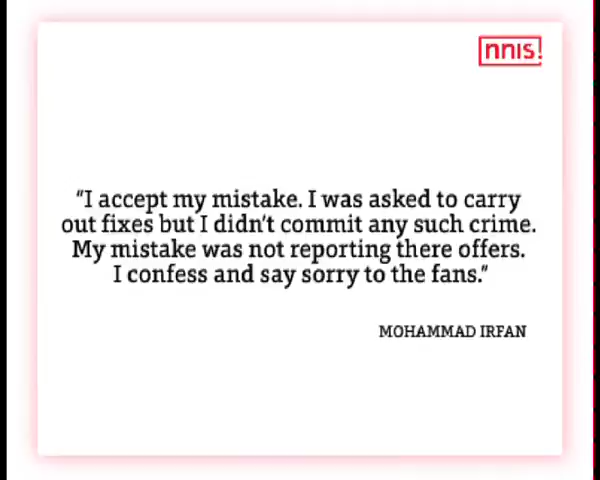 nnis!
“I accept my mistake. I was asked to carry
out fixes but I didn’t commit any such crime.
My mistake was not reporting there offers.
I confess and say sorry to the fans.”
MOHAMMAD IRFAN